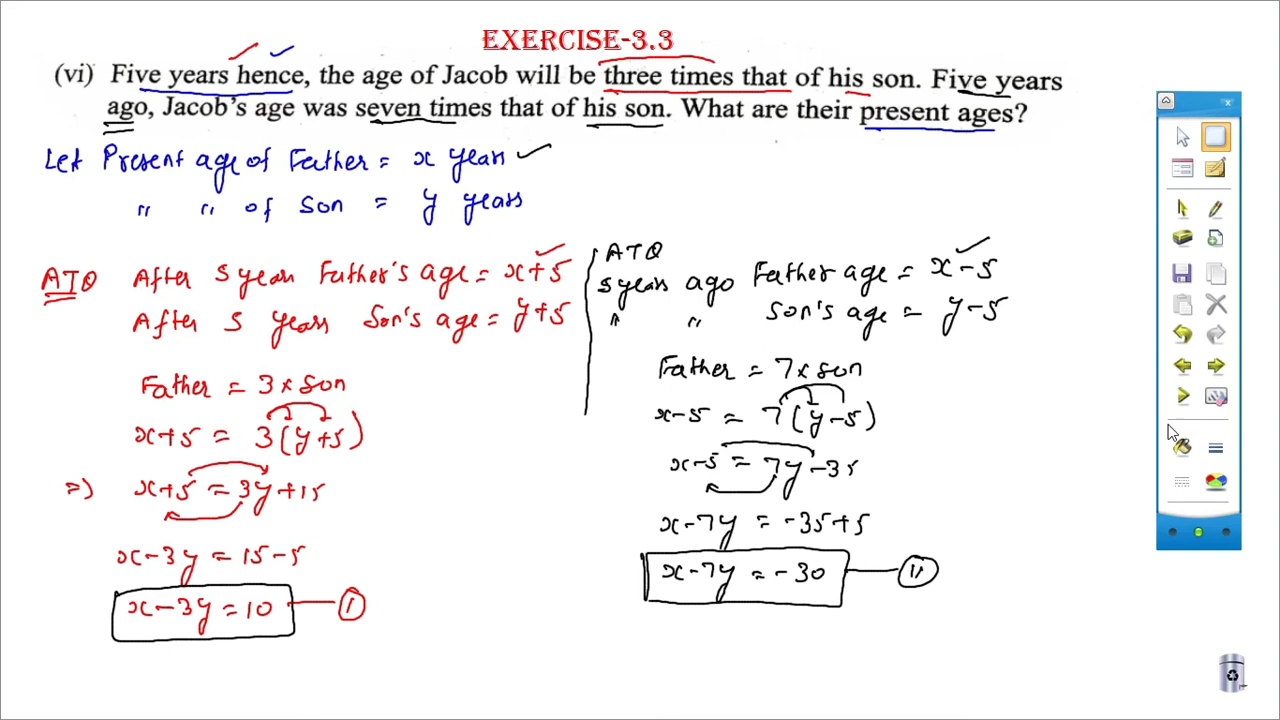 EXERCISE-3.3
(vi) Five years hence, the age of Jacob will be three times that of his son. Five years
ago, Jacob's age was seven times that of his son. What are their present ages?
Let Present age of Father = x years
" " of Son = y years
ATQ After 5 year Father's age = x+5
After 5 years Son's age = y+5
Father = 3 × Son
x+5 = 3(y+5)
=) x+5 = 3y+15
x-3y = 15-5
x-3y = 10 ①
ATQ
5 years ago Father age = x-5
" " Son's age = y-5
Father = 7 × Son
x-5 = 7(y-5)
x-5 = 7y-35
x-7y = -35+5
x-7y = -30 ⑪